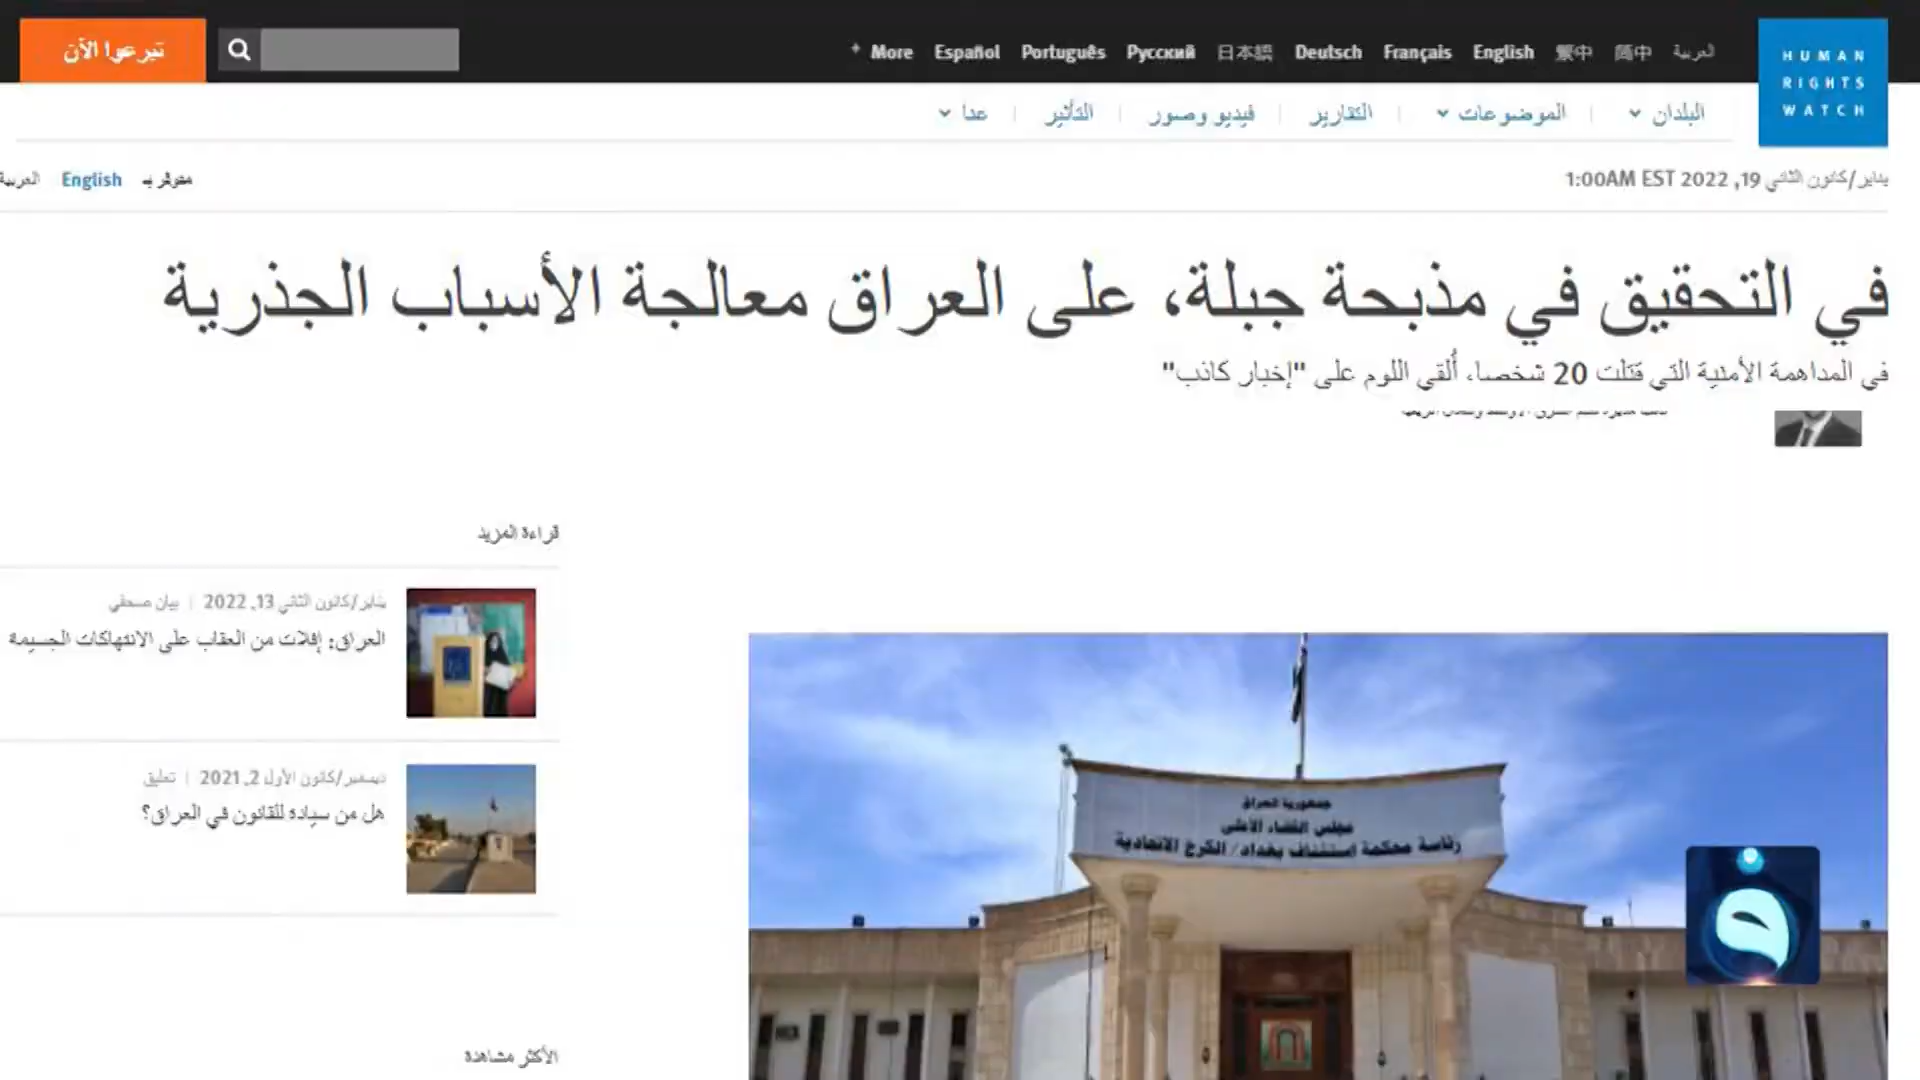 تبرعوا الآن
العربية 简中 繁中 English Français Deutsch 日本語 Русский Português Español More +
HUMAN
RIGHTS
WATCH
البلدان | الموضوعات | التقارير | فيديو وصور | التأثير | عنا
يناير/كانون الثاني 19, 2022 1:00AM EST
متوفر بـ English العربية
في التحقيق في مذبحة جبلة، على العراق معالجة الأسباب الجذرية
في المداهمة الأمنية التي قتلت 20 شخصا، أُلقي اللوم على "إخبار كاذب"
قراءة المزيد
يناير/كانون الثاني 13, 2022 | بيان صحفي
العراق: إفلات من العقاب على الانتهاكات الجسيمة
ديسمبر/كانون الأول 2, 2021 | تعليق
هل من سيادة للقانون في العراق؟
الأكثر مشاهدة
جمهورية العراق
مجلس القضاء الأعلى
رئاسة محكمة استئناف بغداد/ الكرخ الاتحادية